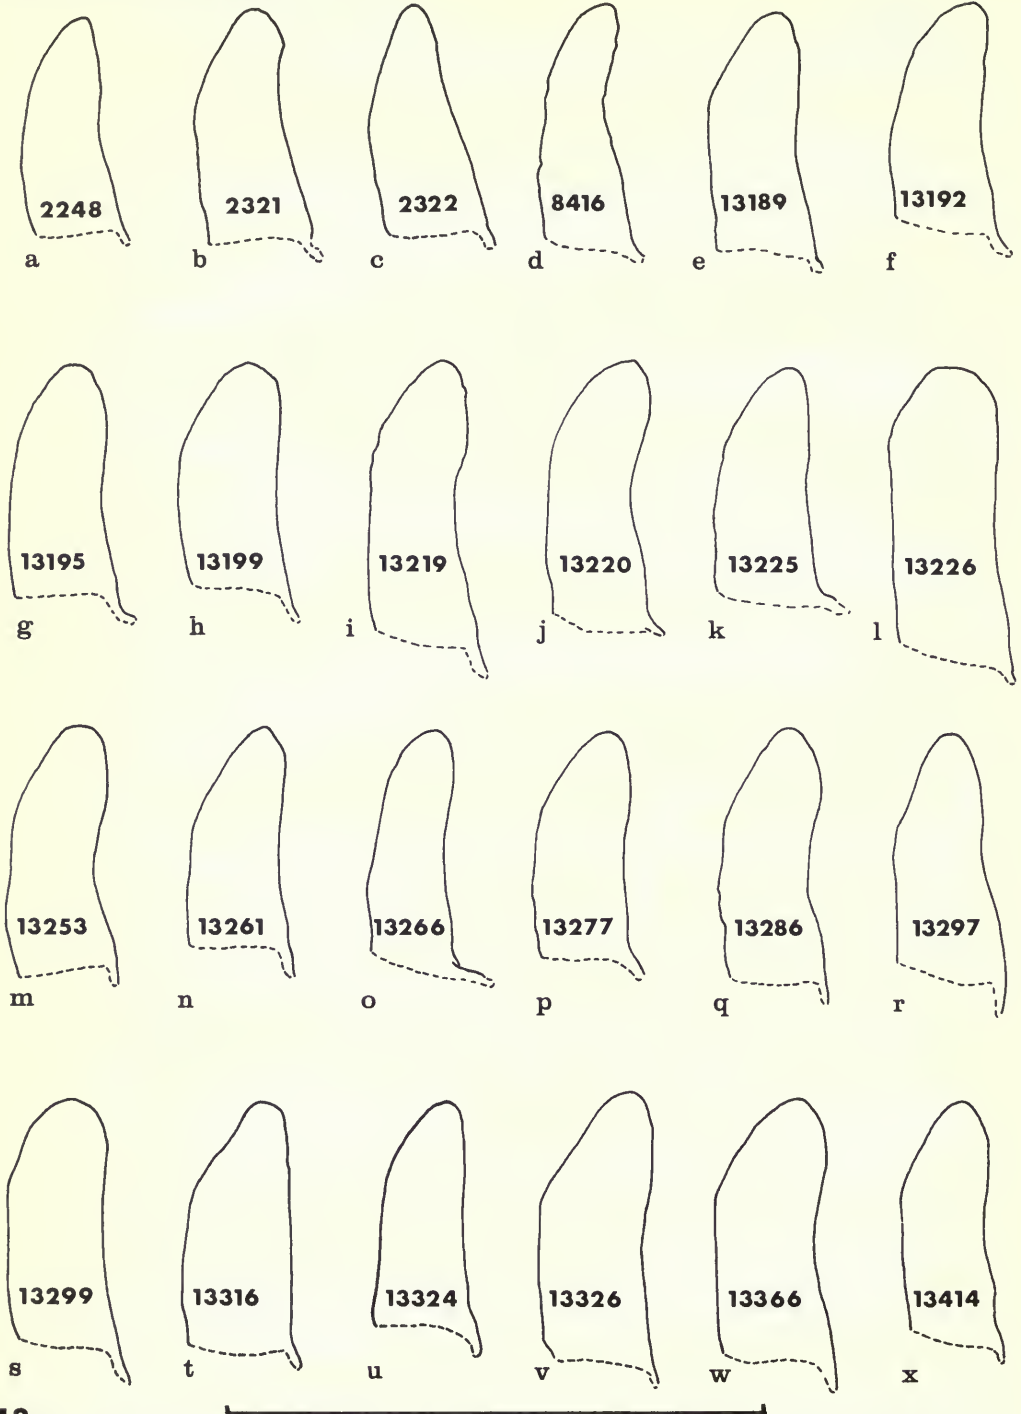 2248 2321 2322 8416 13189 13192
a b c d e f
13195 13199 13219 13220 13225 13226
g h i j k l
13253 13261 13266 13277 13286 13297
m n o p q r
13299 13316 13324 13326 13366 13414
s t u v w x